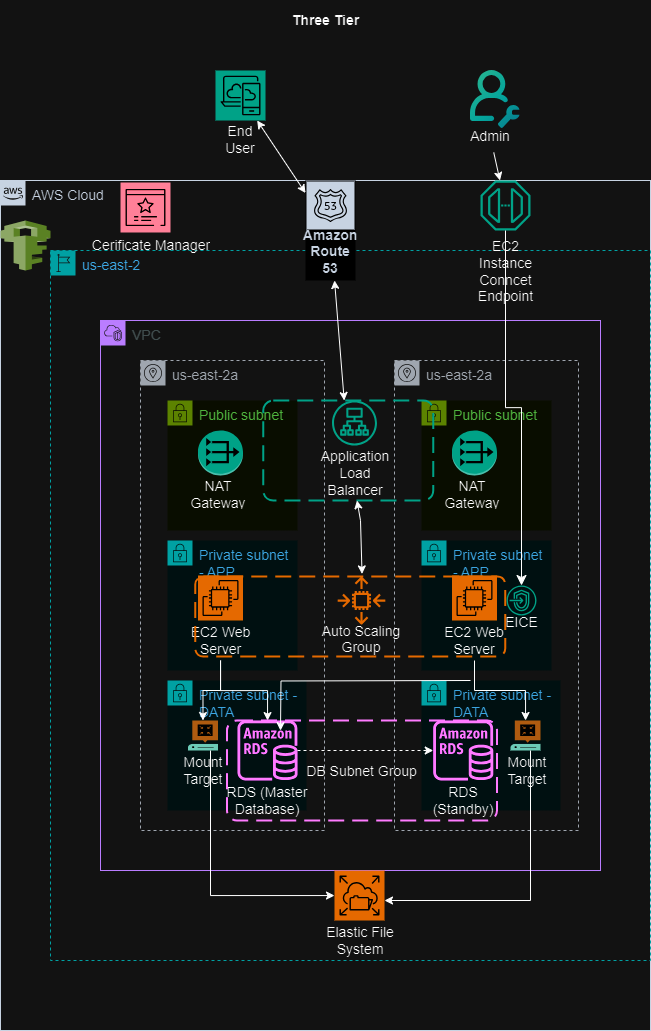 Three Tier
End
User
Admin
aws
AWS Cloud
Cerificate Manager
53
Amazon
Route
53
EC2
Instance
Conncet
Endpoint
us-east-2
VPC
us-east-2a
us-east-2a
Public subnet
Public subnet
NAT
Gateway
Application
Load
Balancer
NAT
Gateway
Private subnet
- APP
Private subnet
- APP
EC2 Web
Server
Auto Scaling
Group
EC2 Web
Server
EICE
Private subnet -
DATA
Private subnet -
DATA
Mount
Target
Amazon
RDS
RDS (Master
Database)
DB Subnet Group
Amazon
RDS
RDS
(Standby)
Mount
Target
Elastic File
System